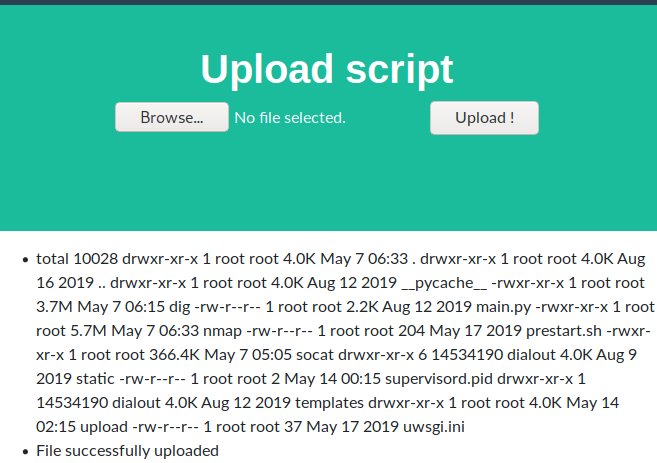 Upload script
Browse... No file selected. Upload !
• total 10028 drwxr-xr-x 1 root root 4.0K May 7 06:33 . drwxr-xr-x 1 root root 4.0K Aug
16 2019 .. drwxr-xr-x 1 root root 4.0K Aug 12 2019 __pycache__ -rwxr-xr-x 1 root root
3.7M May 7 06:15 dig -rw-r--r-- 1 root root 2.2K Aug 12 2019 main.py -rwxr-xr-x 1 root
root 5.7M May 7 06:33 nmap -rw-r--r-- 1 root root 204 May 17 2019 prestart.sh -rwxr-
xr-x 1 root root 366.4K May 7 05:05 socat drwxr-xr-x 6 14534190 dialout 4.0K Aug 9
2019 static -rw-r--r-- 1 root root 2 May 14 00:15 supervisord.pid drwxr-xr-x 1
14534190 dialout 4.0K Aug 12 2019 templates drwxr-xr-x 1 root root 4.0K May 14
02:15 upload -rw-r--r-- 1 root root 37 May 17 2019 uwsgi.ini
• File successfully uploaded